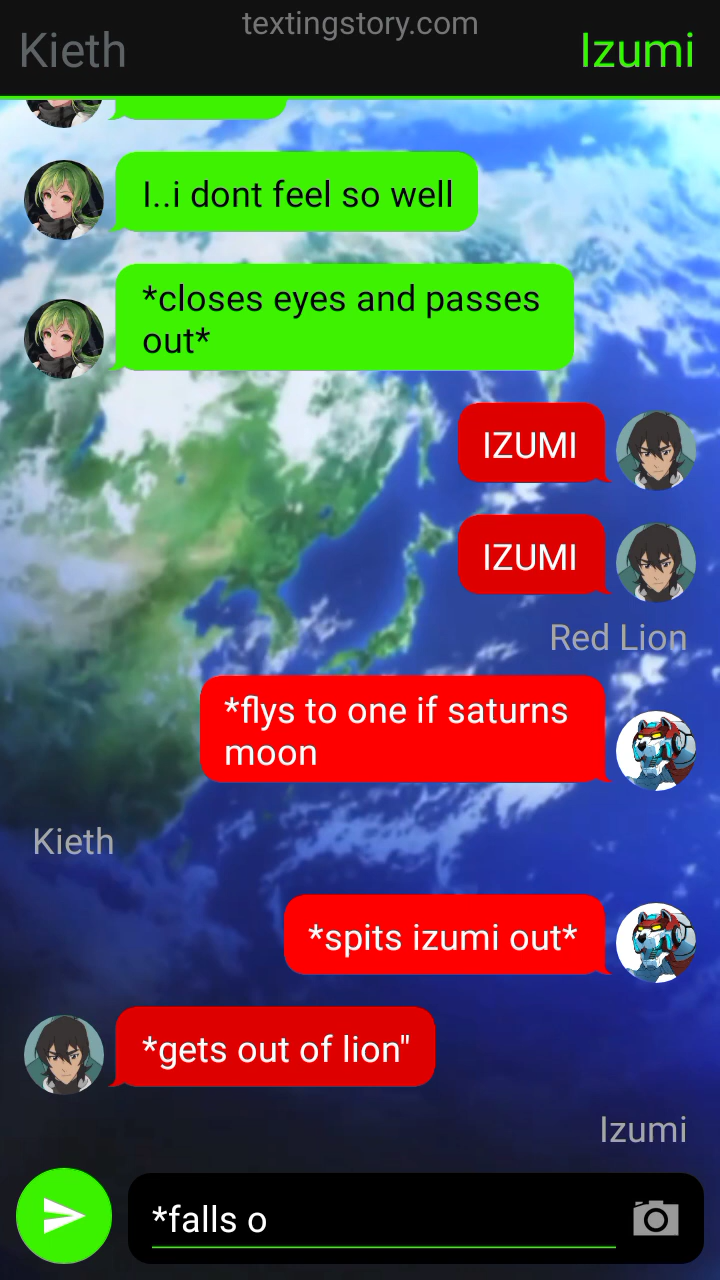 textingstory.com
Kieth
Izumi
I..i dont feel so well
*closes eyes and passes
out*
IZUMI
IZUMI
Red Lion
*flys to one if saturns
moon
Kieth
*spits izumi out*
*gets out of lion"
Izumi
*falls o